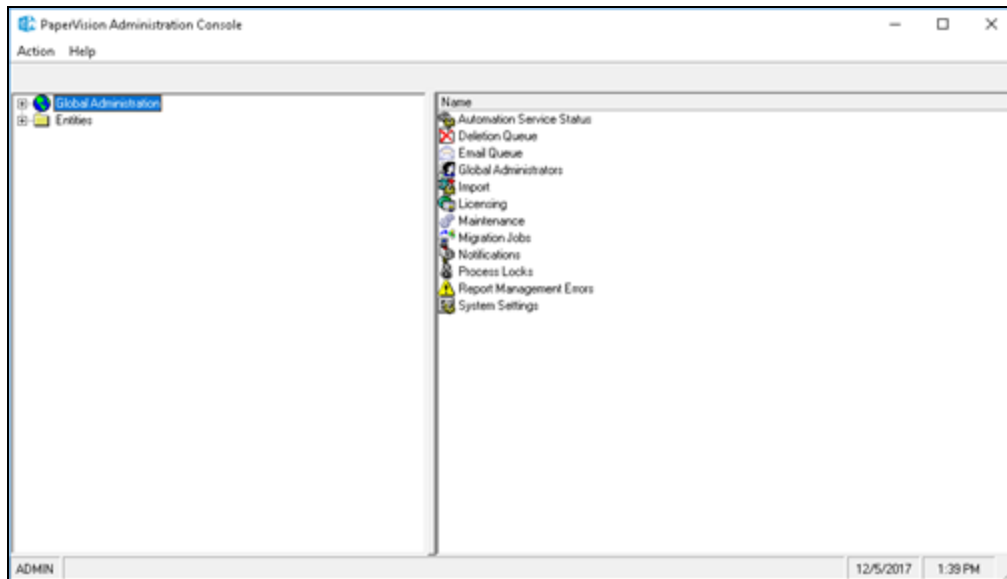 PaperVision Administration Console
Action Help
Global Administration
Entities
Name
Automation Service Status
Deletion Queue
Email Queue
Global Administrators
Import
Licensing
Maintenance
Migration Jobs
Notifications
Process Locks
Report Management Errors
System Settings
ADMIN 12/5/2017 1:39 PM